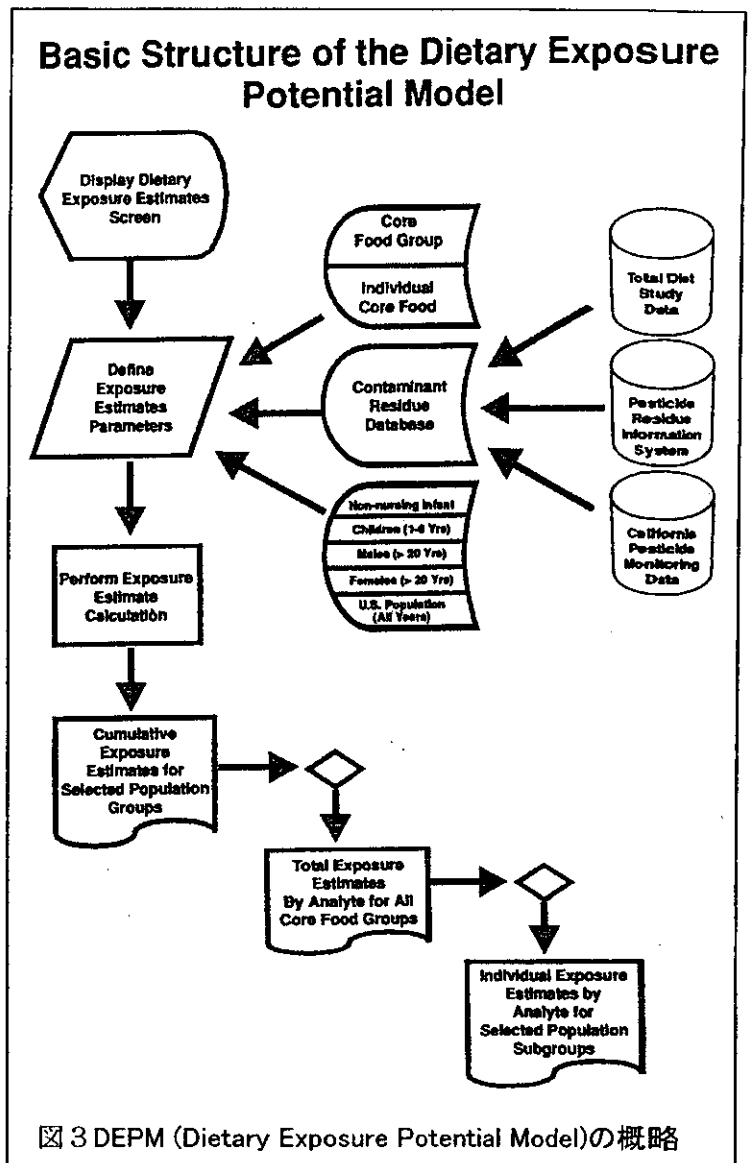 Basic Structure of the Dietary Exposure
Potential Model
Display Dietary
Exposure Estimates
Screen
Core
Food Group
Individual
Core Food
Total Diet
Study
Data
Define
Exposure
Estimates
Parameters
Contaminant
Residue
Database
Pesticide
Residue
Information
System
Non-nursing Infant
Children (1-6 Yrs)
Males (> 20 Yrs)
Females (> 20 Yrs)
U.S. Population
(All Years)
California
Pesticide
Monitoring
Data
Perform Exposure
Estimate
Calculation
Cumulative
Exposure
Estimates for
Selected Population
Groups
Total Exposure
Estimates
By Analyte for All
Core Food Groups
Individual Exposure
Estimates by
Analyte for
Selected Population
Subgroups
図3 DEPM (Dietary Exposure Potential Model)の概略